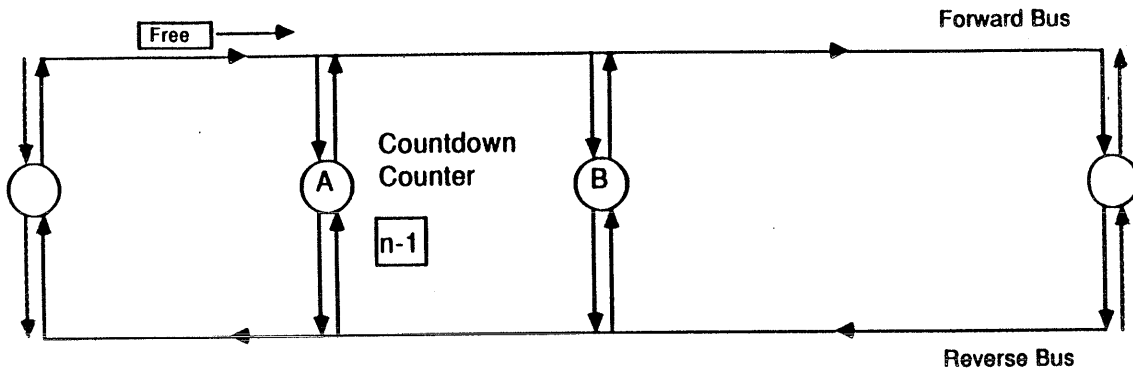 Free
Forward Bus
A
Countdown
Counter
B
n-1
Reverse Bus